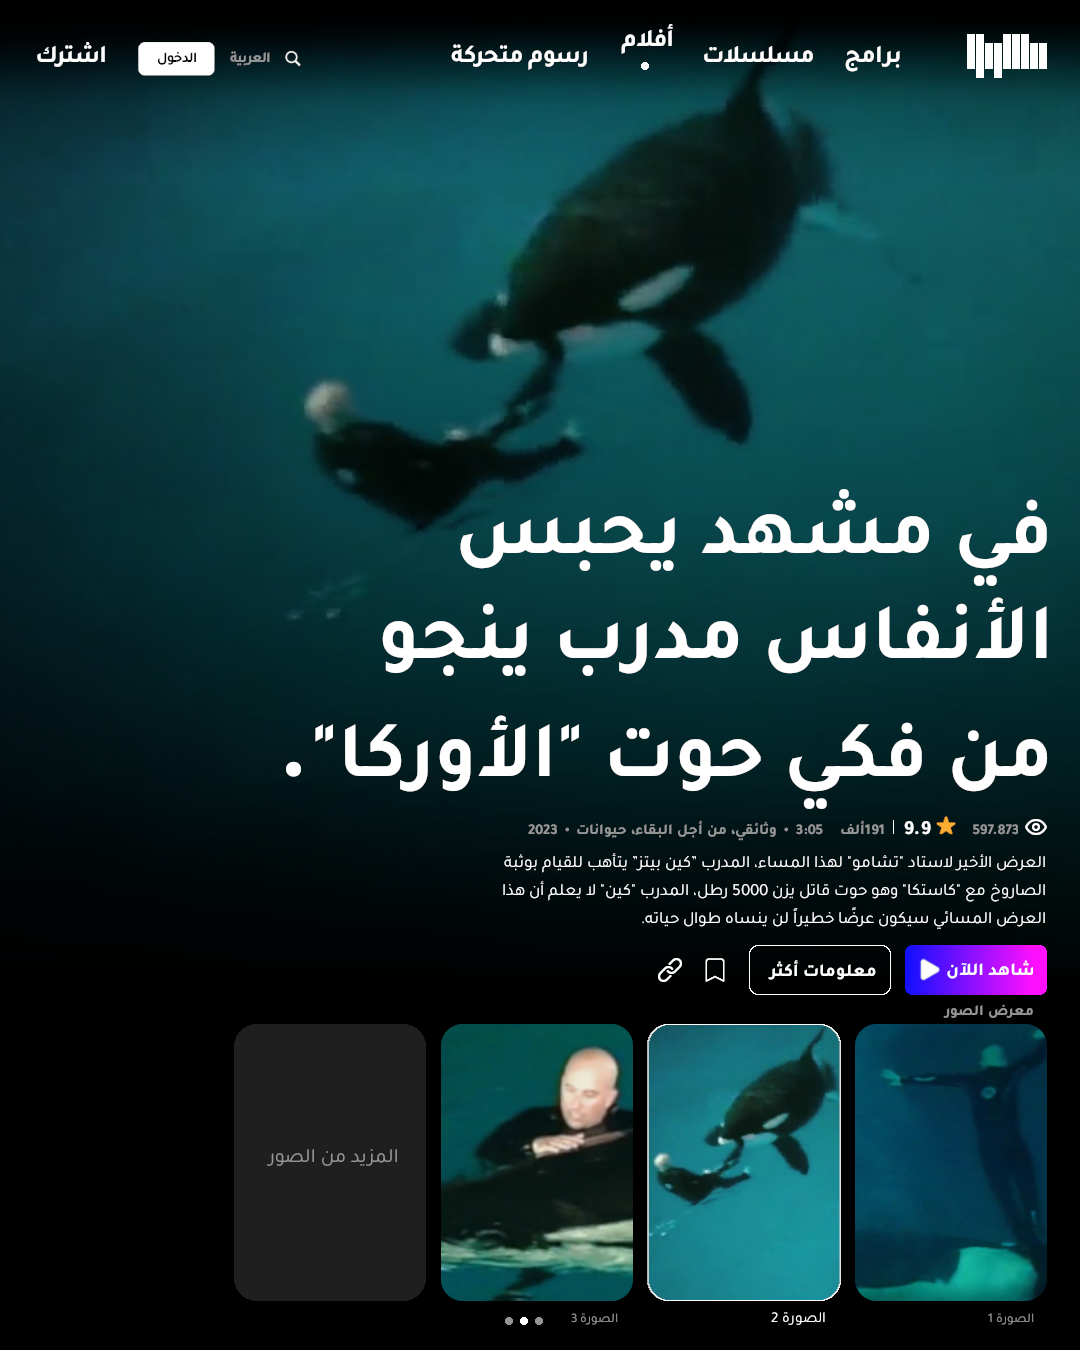 برامج
مسلسلات
أفلام
رسوم متحركة
العربية
الدخول
اشترك
في مشهد يحبس
الأنفاس مدرب ينجو
من فكي حوت "الأوركا".
597.873
9.9 | 191ألف
3:05 • وثائقي، من أجل البقاء، حيوانات • 2023
العرض الأخير لاستاد "تشامو" لهذا المساء، المدرب "كين بيتز" يتأهب للقيام بوثبة
الصاروخ مع "كاستكا" وهو حوت قاتل يزن 5000 رطل، المدرب "كين" لا يعلم أن هذا
العرض المسائي سيكون عرضًا خطيراً لن ينساه طوال حياته.
شاهد اللآن
معلومات أكثر
معرض الصور
المزيد من الصور
الصورة 1
الصورة 2
الصورة 3